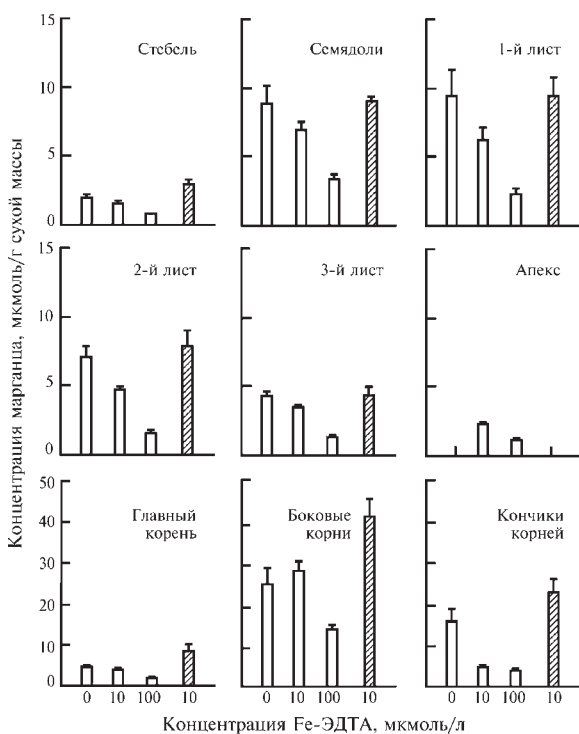 Концентрация марганца, мкмоль/г сухой массы
15
Стебель
Семядоли
1-й лист
10
5
0
15
2-й лист
3-й лист
Апекс
10
5
0
50
Главный
корень
Боковые
корни
Кончики
корней
40
30
20
10
0
0 10 100 10
0 10 100 10
0 10 100 10
Концентрация Fe-ЭДТА, мкмоль/л